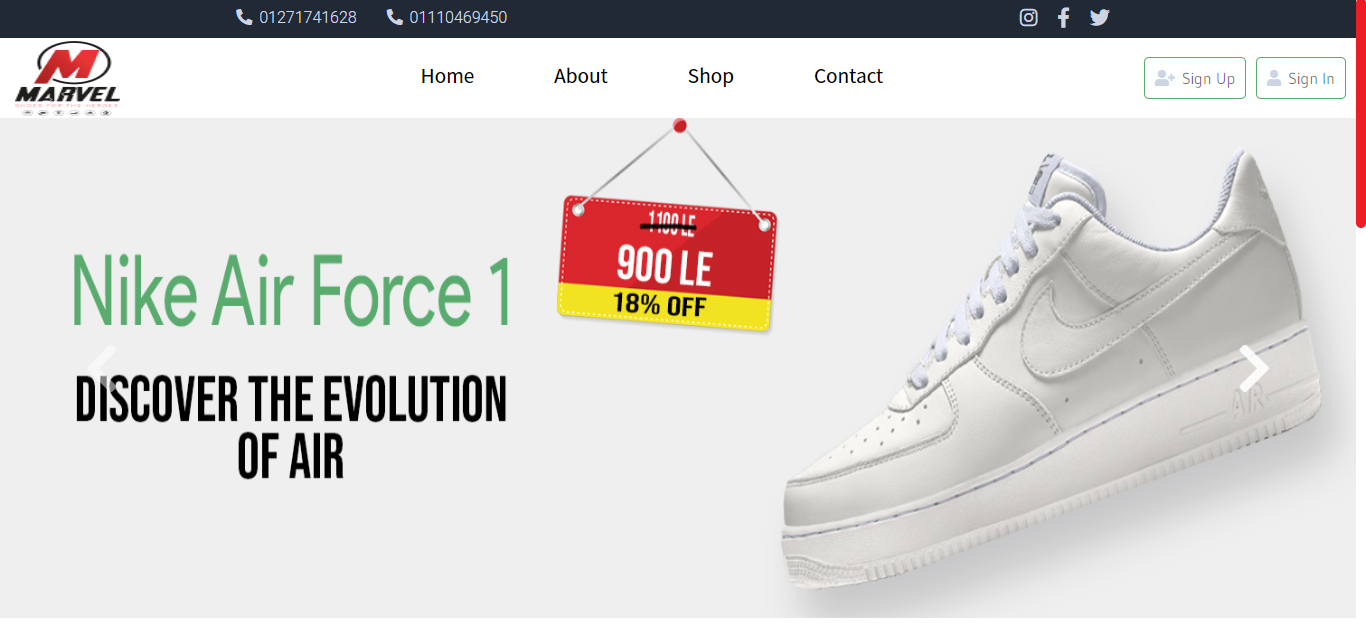 01271741628 01110469450
MARVEL
SHOES FOR THE HEROES
Home About Shop Contact
Sign Up Sign In
1100 LE
900 LE
18% OFF
Nike Air Force 1
DISCOVER THE EVOLUTION
OF AIR
AIR